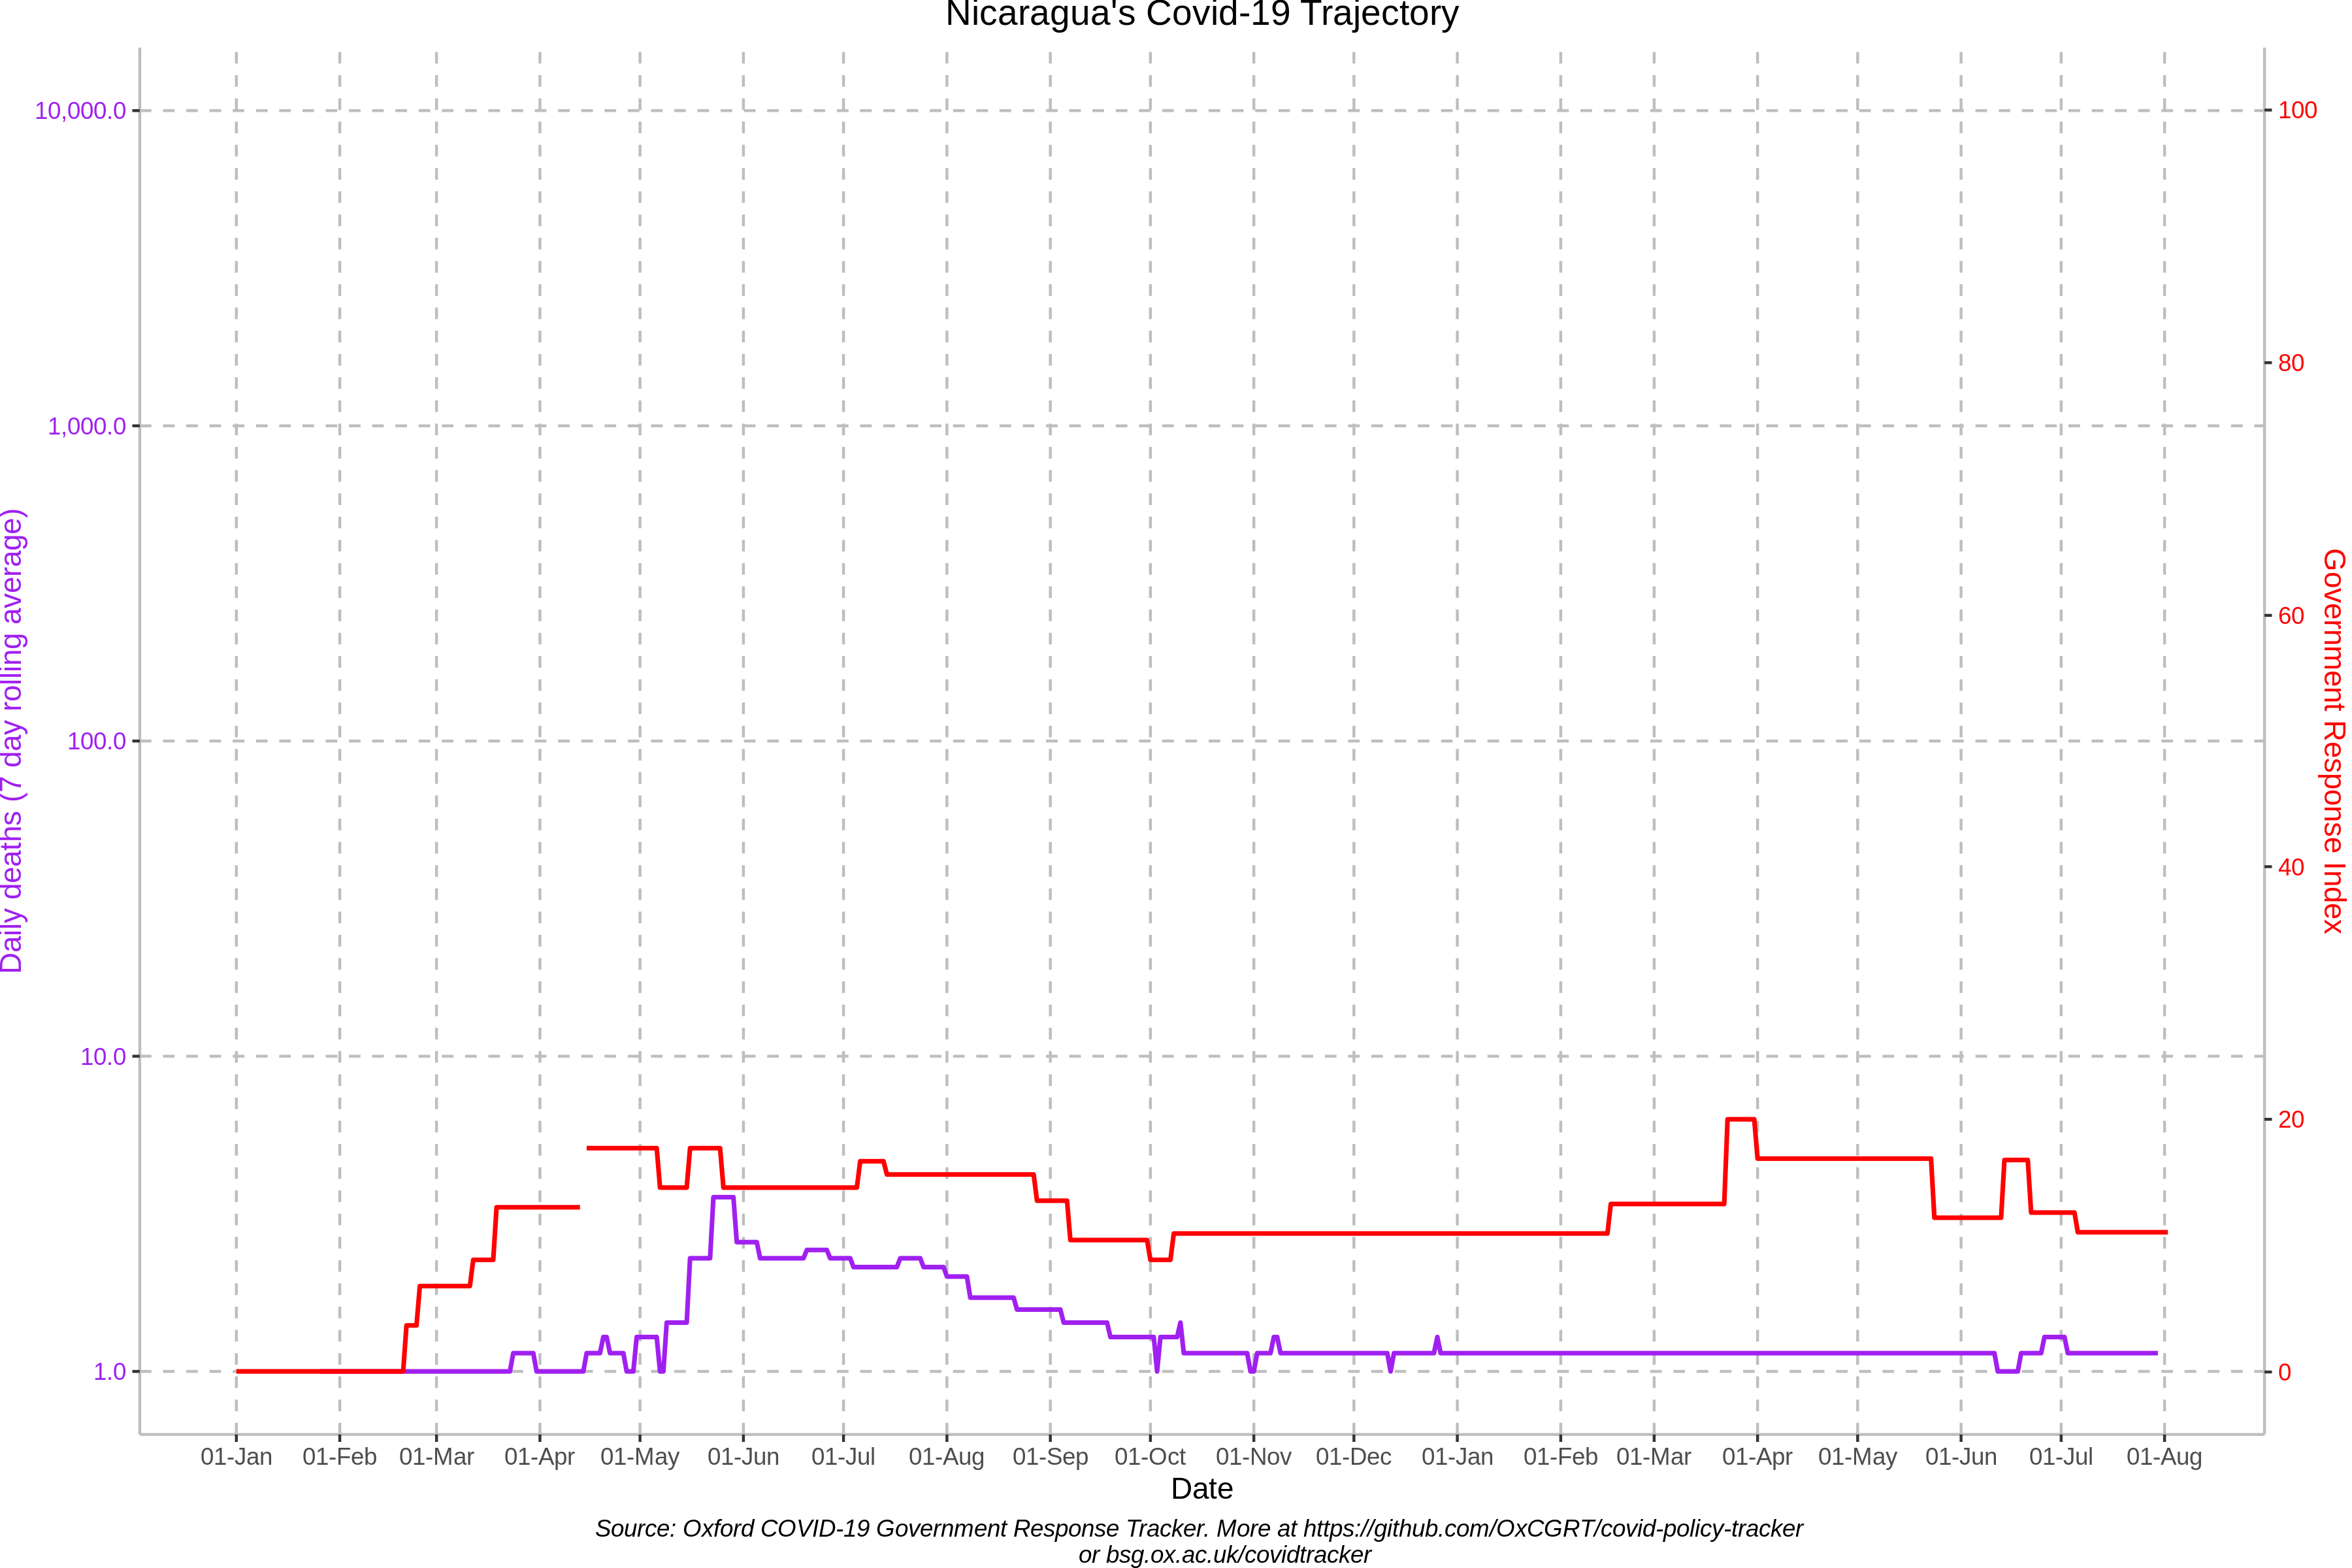 Nicaragua's Covid-19 Trajectory
10,000.0
1,000.0
100.0
10.0
1.0
Daily deaths (7 day rolling average)
100
80
60
40
20
0
Government Response Index
01-Jan 01-Feb 01-Mar 01-Apr 01-May 01-Jun 01-Jul 01-Aug 01-Sep 01-Oct 01-Nov 01-Dec 01-Jan 01-Feb 01-Mar 01-Apr 01-May 01-Jun 01-Jul 01-Aug
Date
Source: Oxford COVID-19 Government Response Tracker. More at https://github.com/OxCGRT/covid-policy-tracker
or bsg.ox.ac.uk/covidtracker